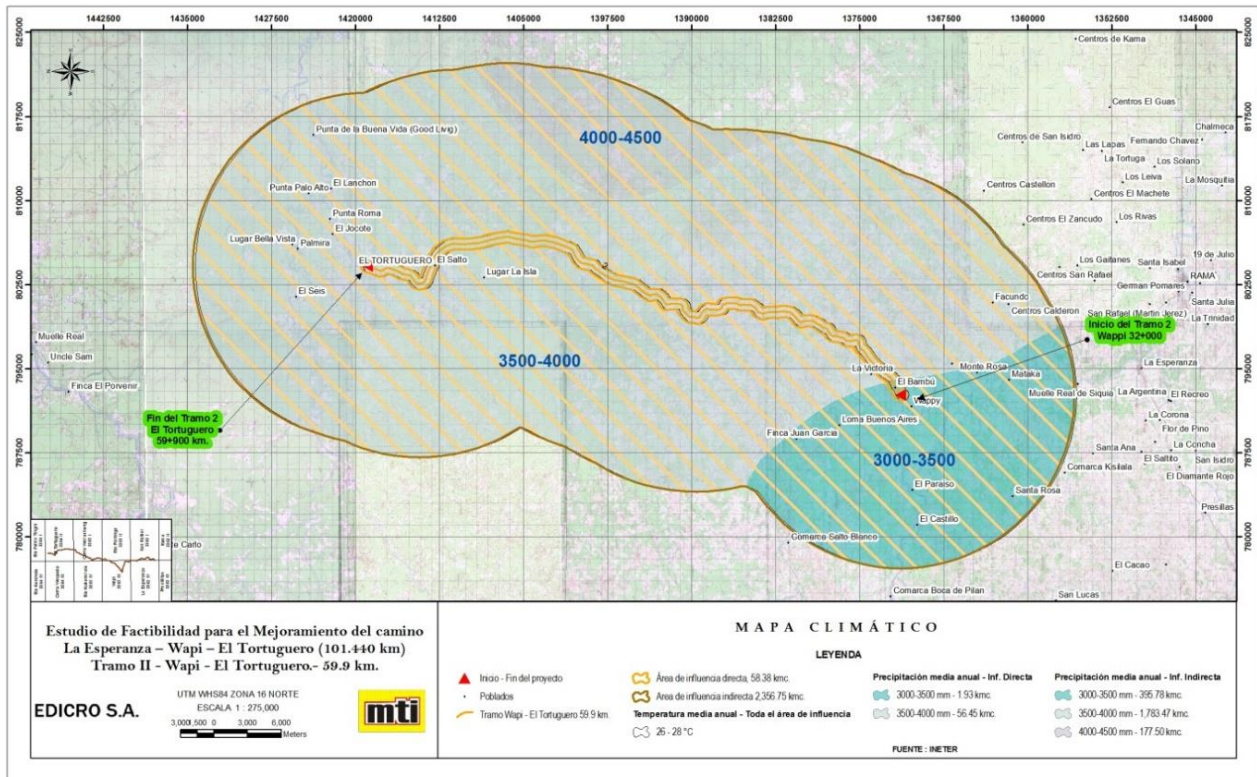 1442500 1435000 1427500 1420000 1412500 1405000 1397500 1390000 1382500 1375000 1367500 1360000 1352500 1345000
825000 825000
817500 817500
810000 810000
802500 802500
795000 795000
787500 787500
780000 780000
Centros de Kama
Centros El Guas
Chalmeca
Punta de la Buena Vida (Good Livig)
4000-4500
Centros de San Isidro
Fernando Chavez
Las Lapas
La Tortuga
Los Solano
Punta Palo Alto
El Lanchon
Centros Castellon
Los Leiva
La Mosquitia
Centros El Machete
Punta Roma
El Jocote
Centros El Zancudo
Los Rivas
Lugar Bella Vista
Palmira
EL TORTUGUERO
El Salto
Lugar La Isla
Los Gaitanes
Santa Isabel
19 de Julio
Centros San Rafael
RAMA
El Seis
German Pomares
Facundo
Santa Julia
Centros Calderon
San Rafael (Martin Jerez)
La Trinidad
Inicio del Tramo 2
Wappi 32+000
Muelle Real
Uncle Sam
Finca El Porvenir
3500-4000
La Victoria
Monte Rosa
Mataka
La Esperanza
El Bambú
Wappy
Muelle Real de Siquia
La Argentina
El Recreo
Fin del Tramo 2
El Tortuguero
59+900 km.
Loma Buenos Aires
Finca Juan Garcia
La Corona
Flor de Pino
3000-3500
Santa Ana
La Concha
El Saltito
San Isidro
Comarca Kisilala
El Diamante Rojo
El Paraiso
Santa Rosa
El Castillo
Presillas
Comarca Salto Blanco
te Carlo
El Cacao
Comarca Boca de Pilan
San Lucas
Estudio de Factibilidad para el Mejoramiento del camino
La Esperanza – Wapi – El Tortuguero (101.440 km)
Tramo II - Wapi - El Tortuguero.- 59.9 km.
UTM WHS84 ZONA 16 NORTE
ESCALA 1 : 275,000
EDICRO S.A.
3,000 1,500 0 3,000 6,000
Meters
mti
MAPA CLIMÁTICO
LEYENDA
Inicio - Fin del proyecto
Poblados
Tramo Wapi - El Tortuguero 59.9 km
Área de influencia directa, 58.38 kmc.
Área de influencia indirecta 2,356.75 kmc.
Temperatura media anual - Toda el área de influencia
26 - 28 °C
Precipitación media anual - Inf. Directa
3000-3500 mm - 1.93 kmc.
3500-4000 mm - 56.45 kmc.
Precipitación media anual - Inf. Indirecta
3000-3500 mm - 395.78 kmc.
3500-4000 mm - 1,783.47 kmc.
4000-4500 mm - 177.50 kmc.
FUENTE : INETER